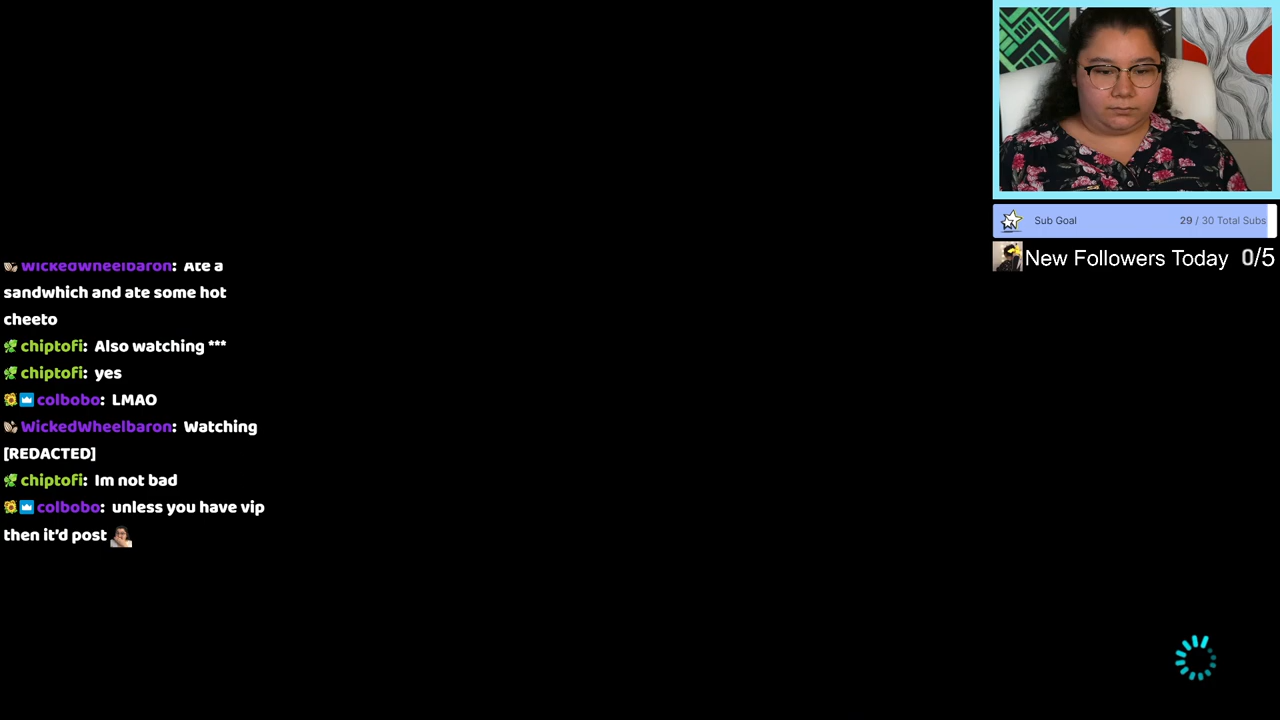 WickedWheelbaron: Ate a
sandwhich and ate some hot
cheeto
chiptofi: Also watching ***
chiptofi: yes
colbobo: LMAO
WickedWheelbaron: Watching
[REDACTED]
chiptofi: Im not bad
colbobo: unless you have vip
then it'd post
Sub Goal 29 / 30 Total Subs
New Followers Today 0/5